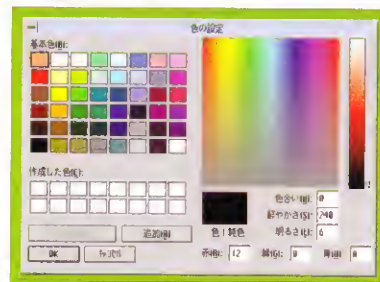 色の設定
基本色(B):
作成した色(C):
色 | 純色
色合い(H): 0
鮮やかさ(S): 240
明るさ(L): 6
追加(A)
OK
キャンセル
赤(R): 12
緑(G): 0
青(U): 0